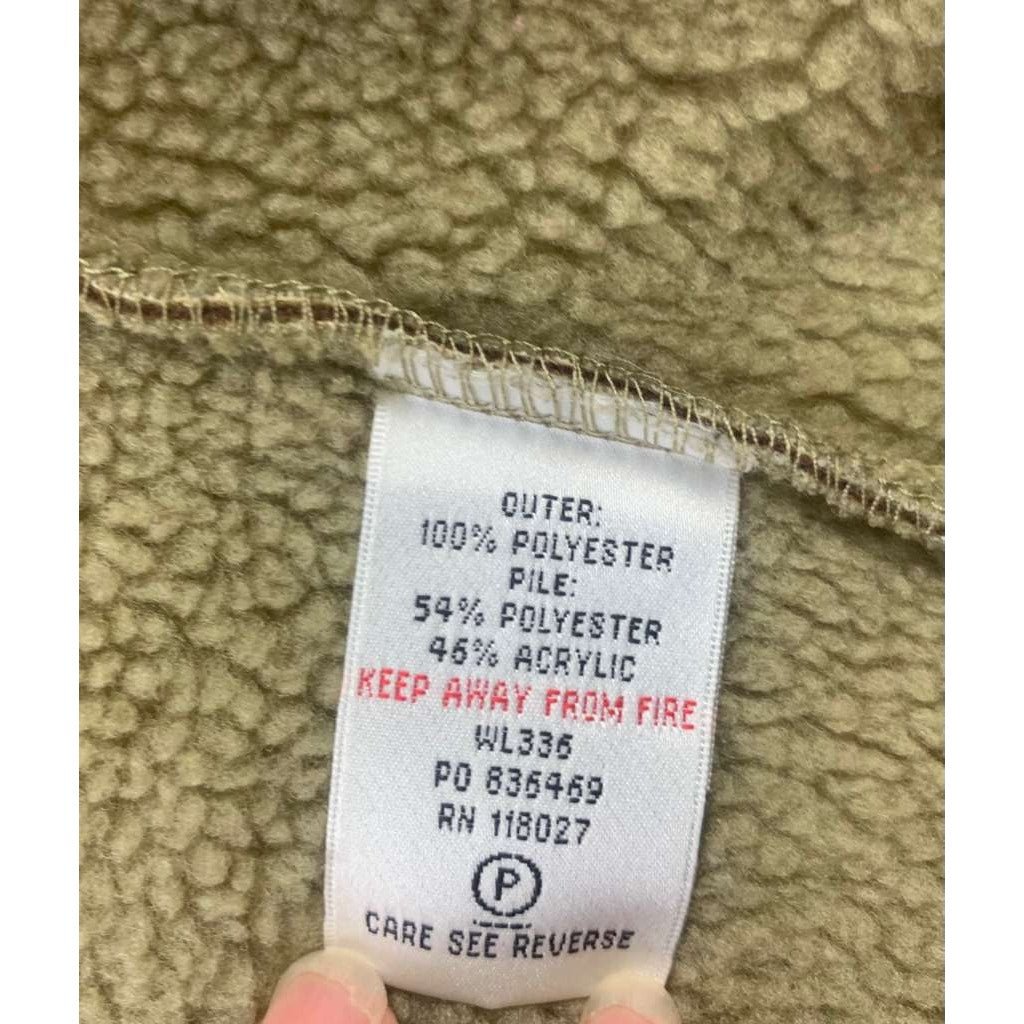 OUTER:
100% POLYESTER
PILE:
54% POLYESTER
46% ACRYLIC
KEEP AWAY FROM FIRE
WL336
PO 836469
RN 118027
P
CARE SEE REVERSE